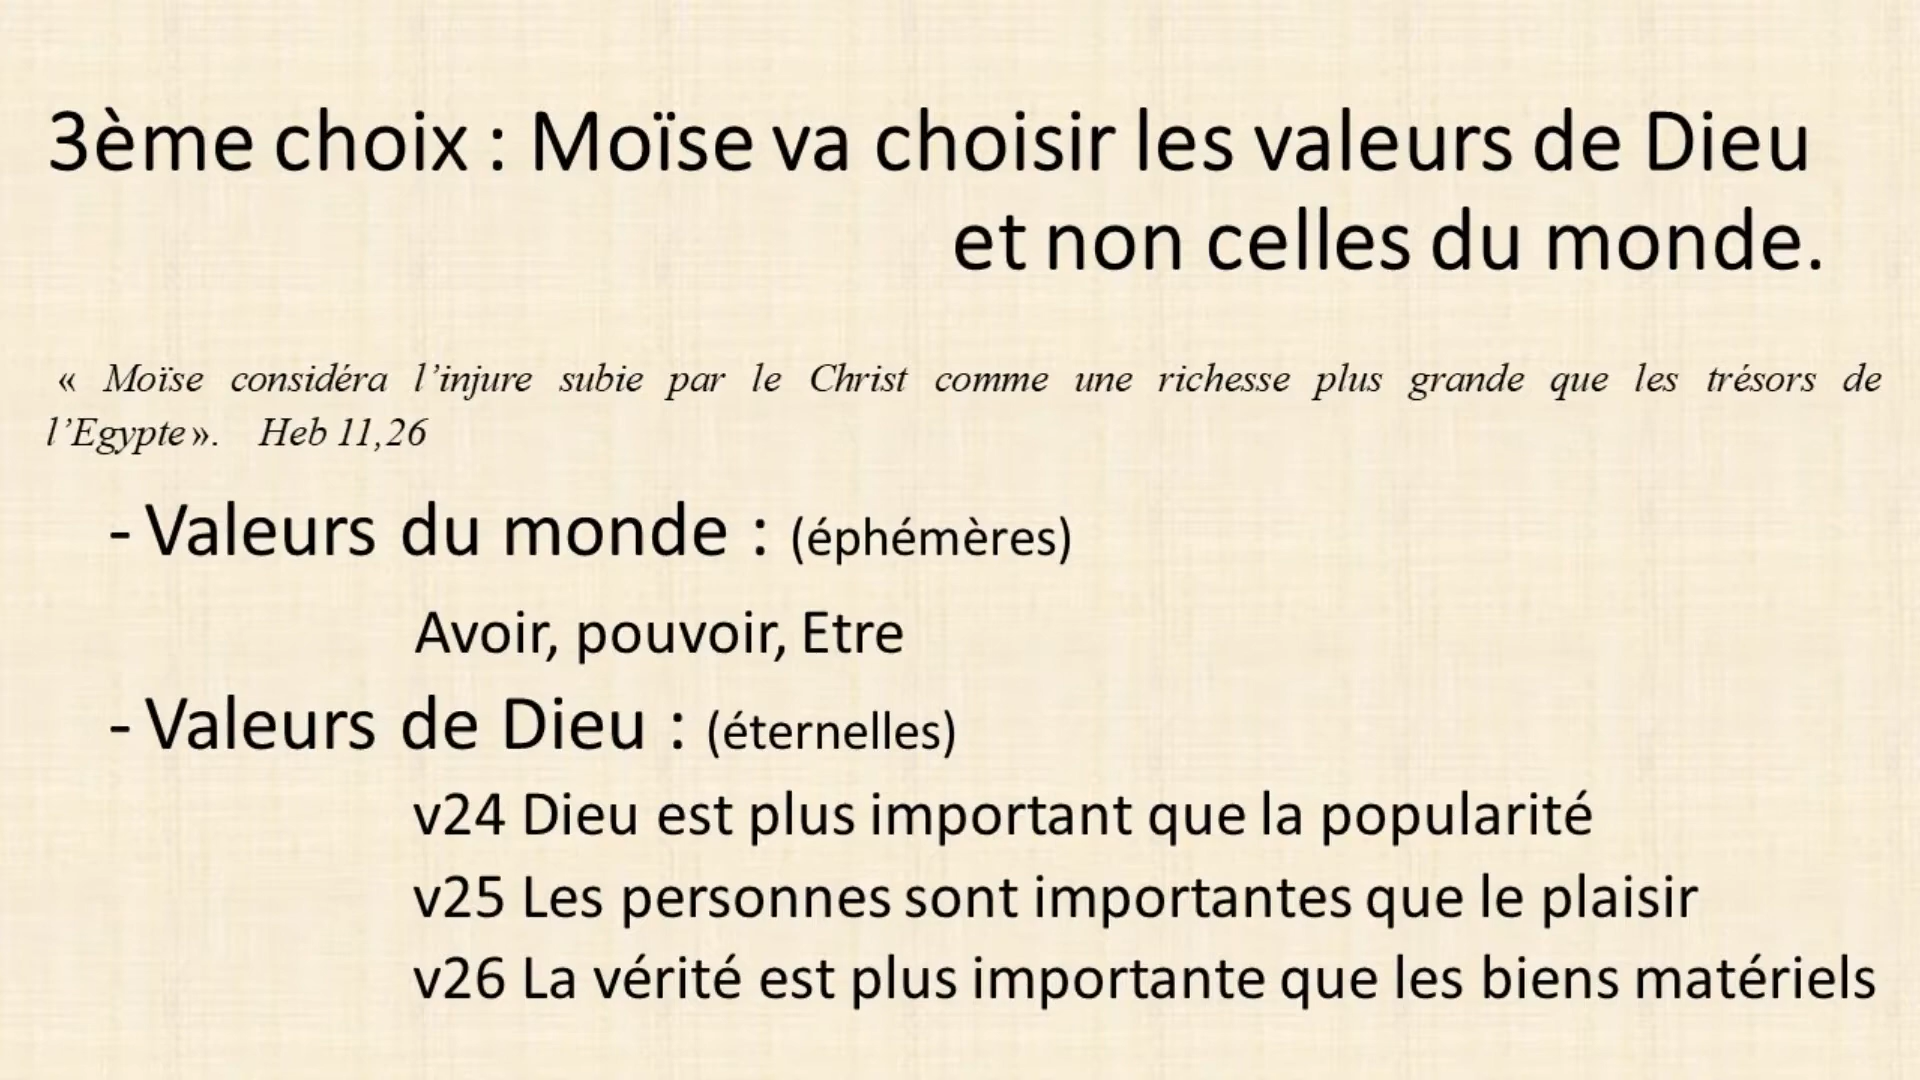 3ème choix : Moïse va choisir les valeurs de Dieu
et non celles du monde.
« Moïse considéra l’injure subie par le Christ comme une richesse plus grande que les trésors de
l’Egypte ». Heb 11,26
- Valeurs du monde : (éphémères)
Avoir, pouvoir, Etre
- Valeurs de Dieu : (éternelles)
v24 Dieu est plus important que la popularité
v25 Les personnes sont importantes que le plaisir
v26 La vérité est plus importante que les biens matériels